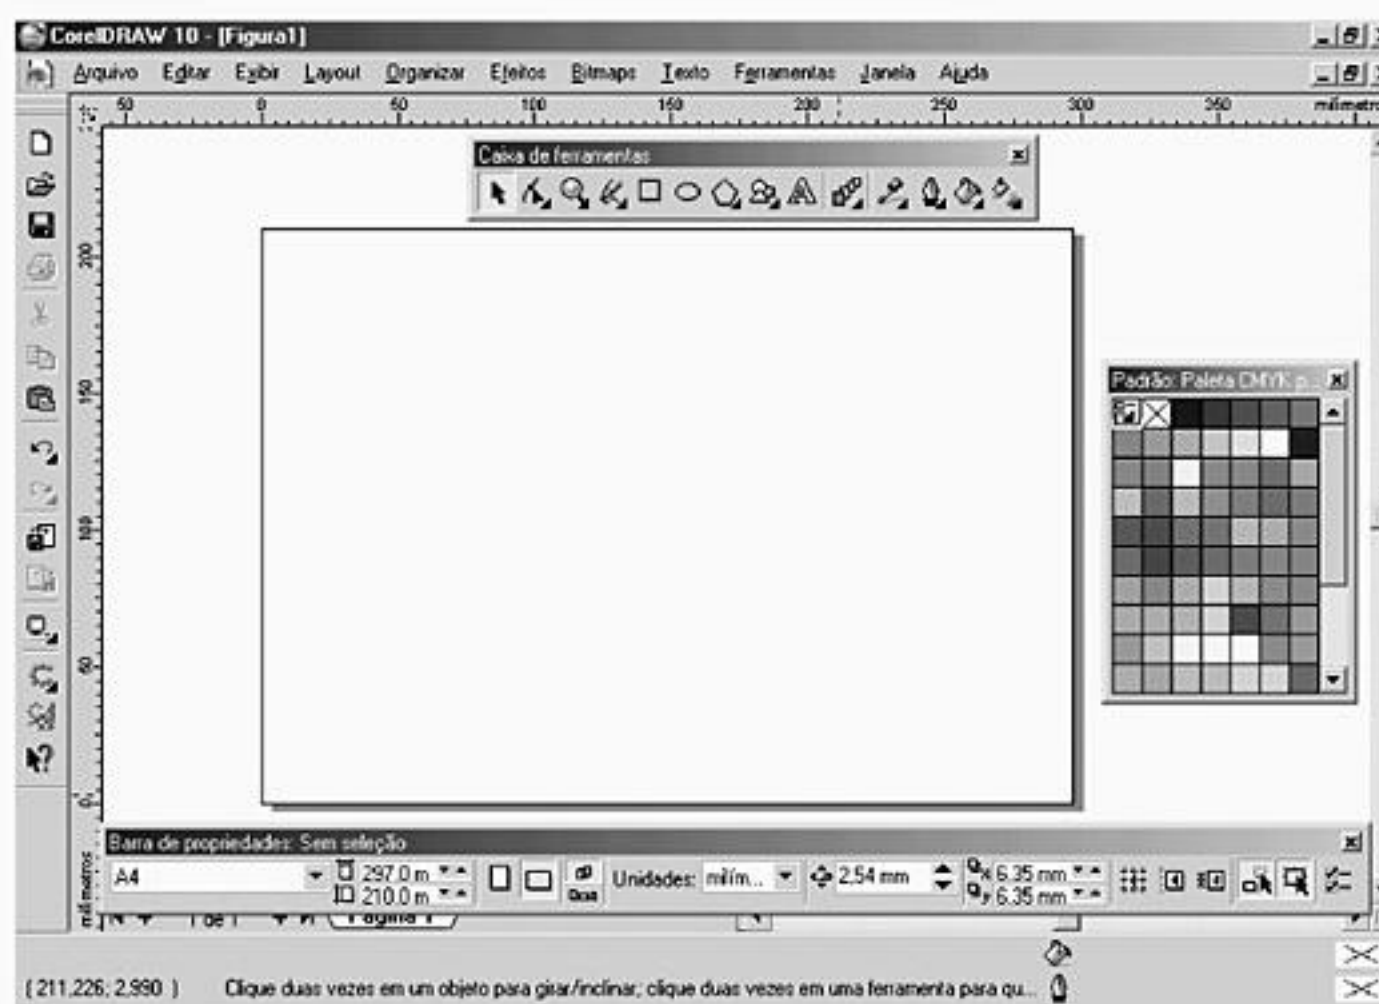 CorelDRAW 10 - [Figura1]
Arquivo Editar Exibir Layout Organizar Efeitos Bitmaps Texto Ferramentas Janela Ajuda
50 0 50 100 150 200 250 300 350 milímetro
Caixa de ferramentas
200
150
100
50
0
milímetros
Padrão: Paleta CMYK p...
Barra de propriedades: Sem seleção
A4 297.0 m 210.0 m Unidades: milím... 2,54 mm x 6.35 mm y 6.35 mm
1 de 1 Página 1
( 211,226; 2,990 ) Clique duas vezes em um objeto para girar/inclinar; clique duas vezes em uma ferramenta para qu...